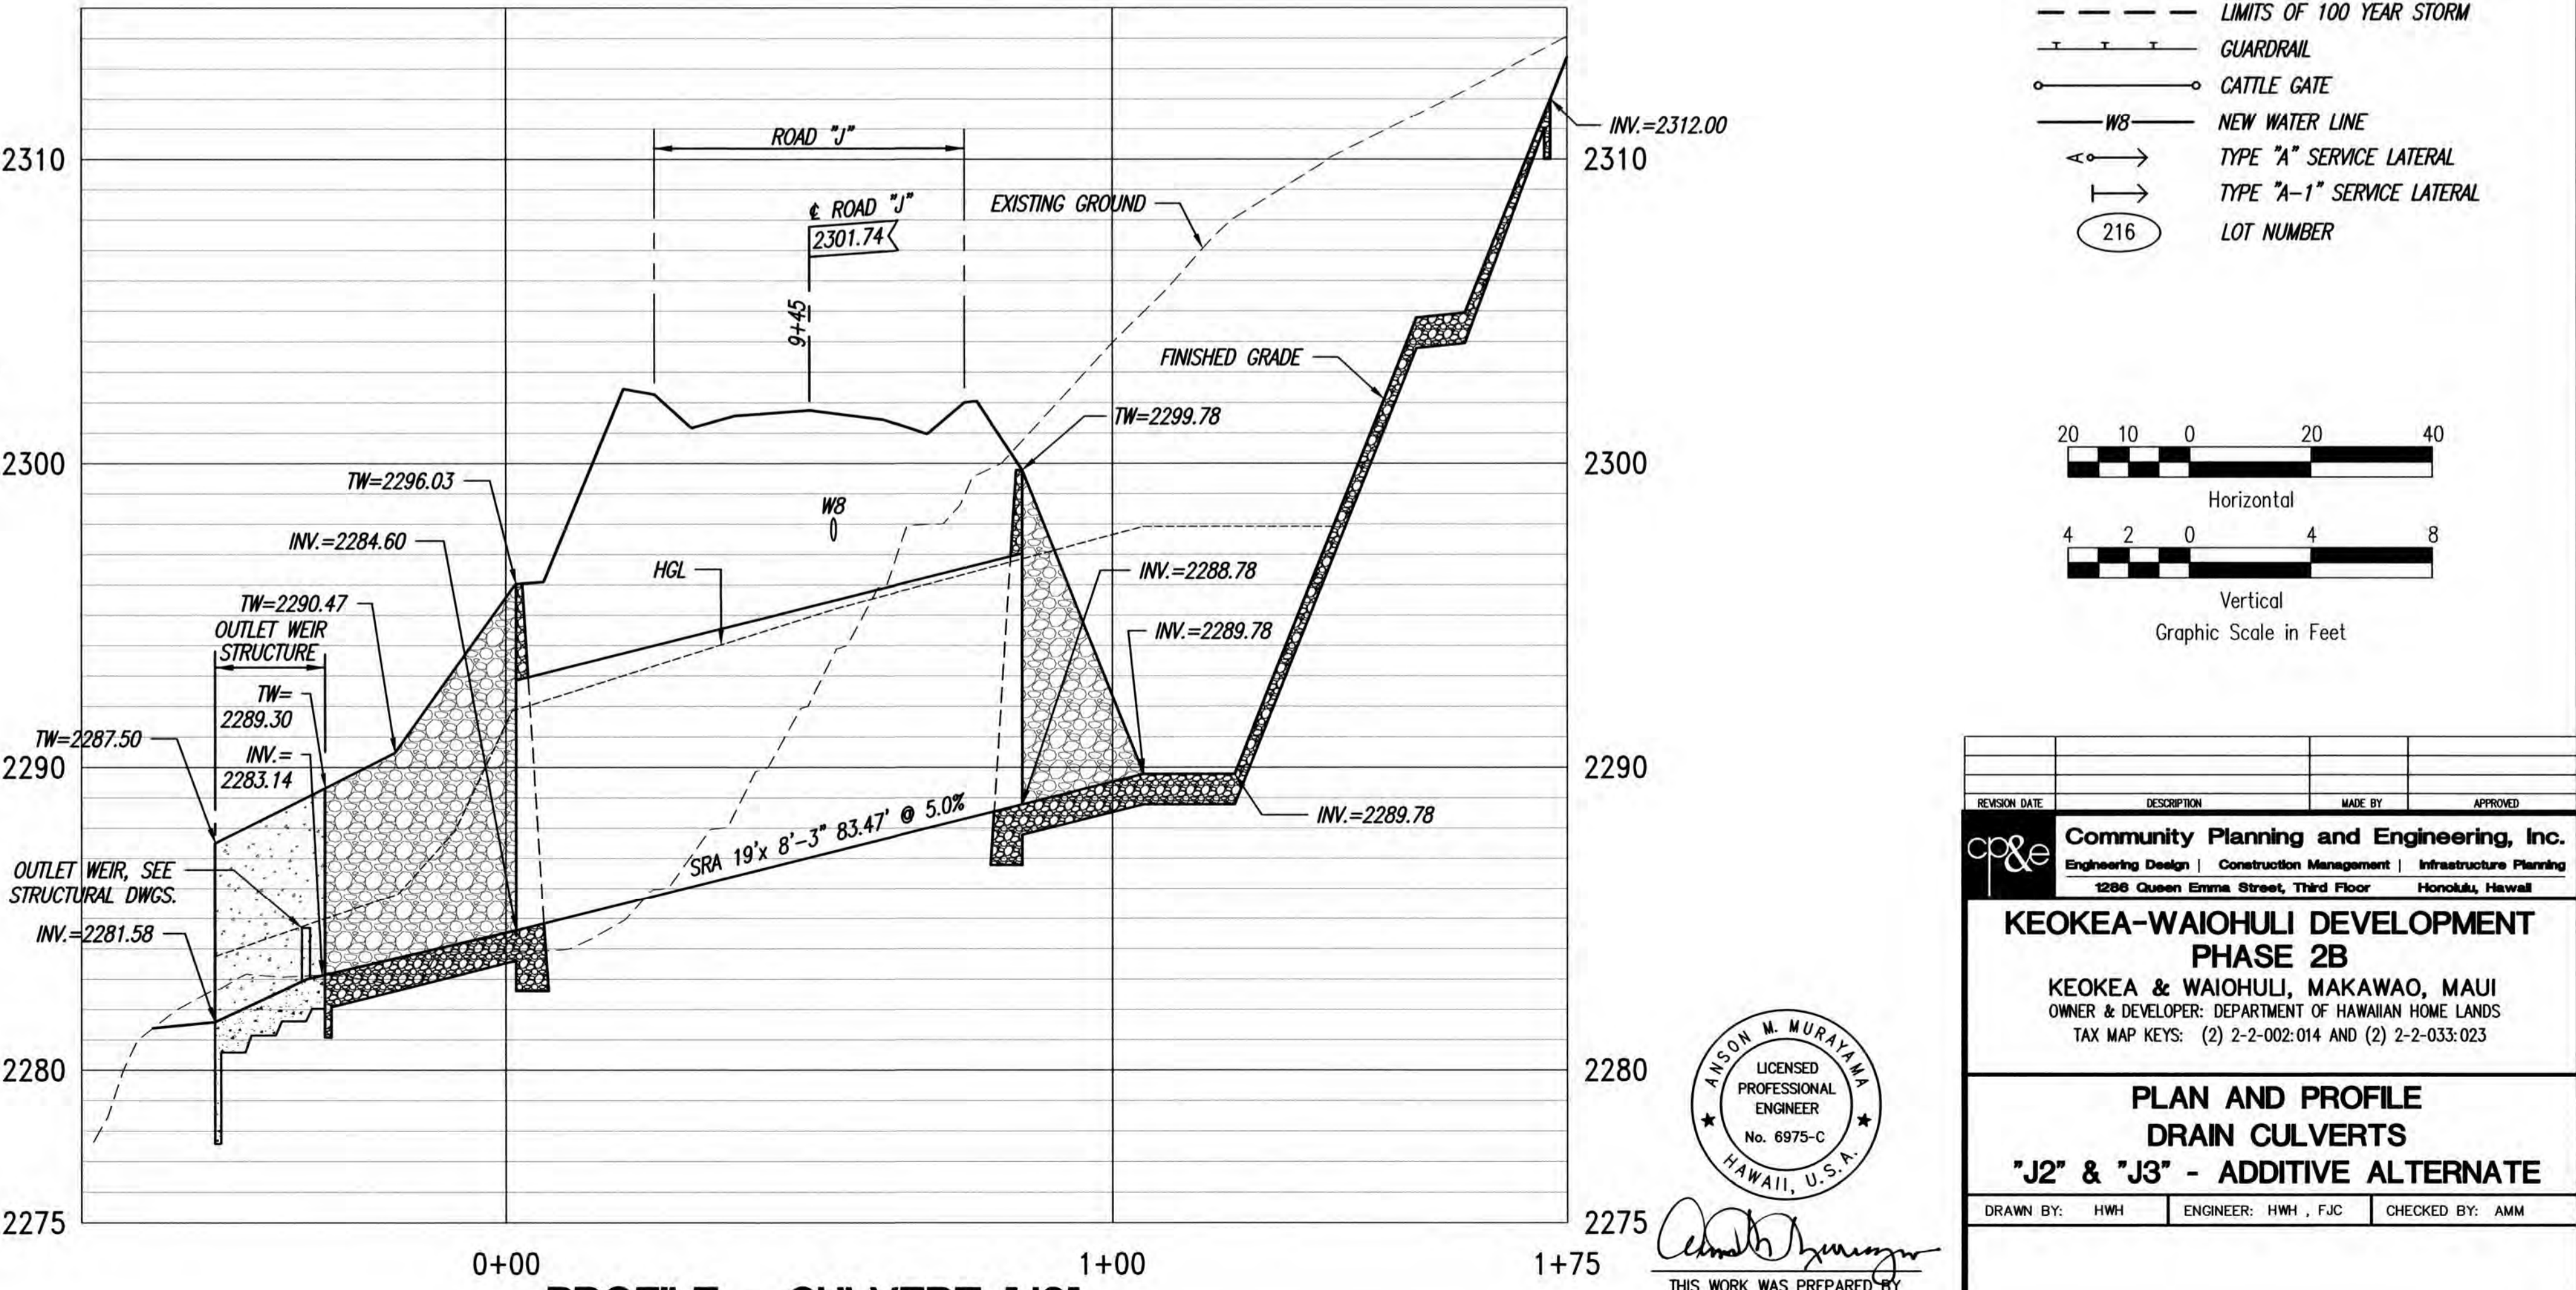 2310
2300
2290
2280
2275
2310
2300
2290
2280
2275
0+00
1+00
1+75
ROAD "J"
℄ ROAD "J"
2301.74
9+45
EXISTING GROUND
INV.=2312.00
FINISHED GRADE
TW=2299.78
TW=2296.03
W8
INV.=2284.60
HGL
INV.=2288.78
TW=2290.47
OUTLET WEIR
STRUCTURE
INV.=2289.78
TW=
2289.30
TW=2287.50
INV.=
2283.14
SRA 19'x 8'-3" 83.47' @ 5.0%
INV.=2289.78
OUTLET WEIR, SEE
STRUCTURAL DWGS.
INV.=2281.58
LIMITS OF 100 YEAR STORM
GUARDRAIL
CATTLE GATE
W8 NEW WATER LINE
TYPE "A" SERVICE LATERAL
TYPE "A-1" SERVICE LATERAL
216 LOT NUMBER
20 10 0 20 40
Horizontal
4 2 0 4 8
Vertical
Graphic Scale in Feet
REVISION DATE DESCRIPTION MADE BY APPROVED
cp&e
Community Planning and Engineering, Inc.
Engineering Design | Construction Management | Infrastructure Planning
1286 Queen Emma Street, Third Floor Honolulu, Hawaii
KEOKEA-WAIOHULI DEVELOPMENT
PHASE 2B
KEOKEA & WAIOHULI, MAKAWAO, MAUI
OWNER & DEVELOPER: DEPARTMENT OF HAWAIIAN HOME LANDS
TAX MAP KEYS: (2) 2-2-002:014 AND (2) 2-2-033:023
PLAN AND PROFILE
DRAIN CULVERTS
"J2" & "J3" - ADDITIVE ALTERNATE
DRAWN BY: HWH ENGINEER: HWH , FJC CHECKED BY: AMM
ANSON M. MURAYAMA
LICENSED
PROFESSIONAL
ENGINEER
No. 6975-C
HAWAII, U.S.A.
THIS WORK WAS PREPARED BY